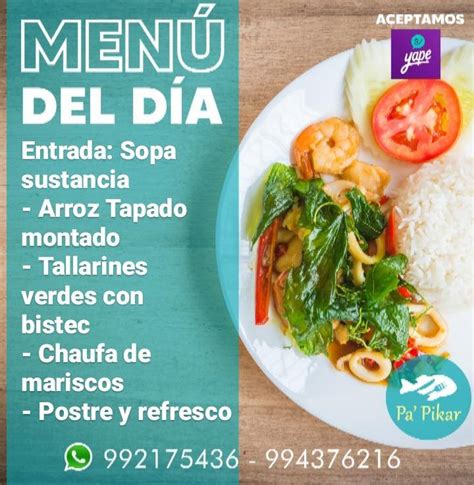 MENÚ
ACEPTAMOS
yape
DEL DÍA
Entrada: Sopa
sustancia
- Arroz Tapado
montado
- Tallarines
verdes con
bistec
- Chaufa de
mariscos
- Postre y refresco
Pa' Pikar
992175436 - 994376216